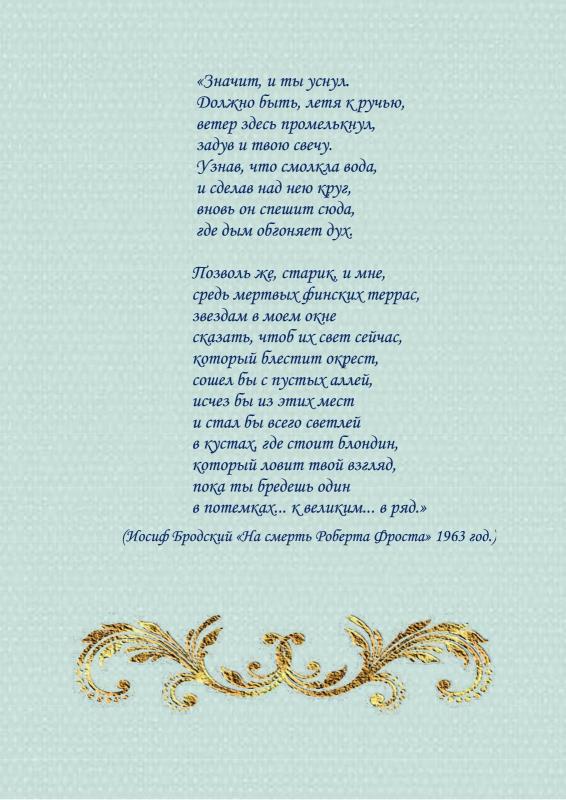 «Значит, и ты уснул.
Должно быть, летя к ручью,
ветер здесь промелькнул,
задув и твою свечу.
Узнав, что смолкла вода,
и сделав над нею круг,
вновь он спешит сюда,
где дым обгоняет дух.
Позволь же, старик, и мне,
средь мертвых финских террас,
звездам в моем окне
сказать, чтоб их свет сейчас,
который блестит окрест,
сошел бы с пустых аллей,
исчез бы из этих мест
и стал бы всего светлей
в кустах, где стоит блондин,
который ловит твой взгляд,
пока ты бредешь один
в потемках... к великим... в ряд.»
(Иосиф Бродский «На смерть Роберта Фроста» 1963 год.)